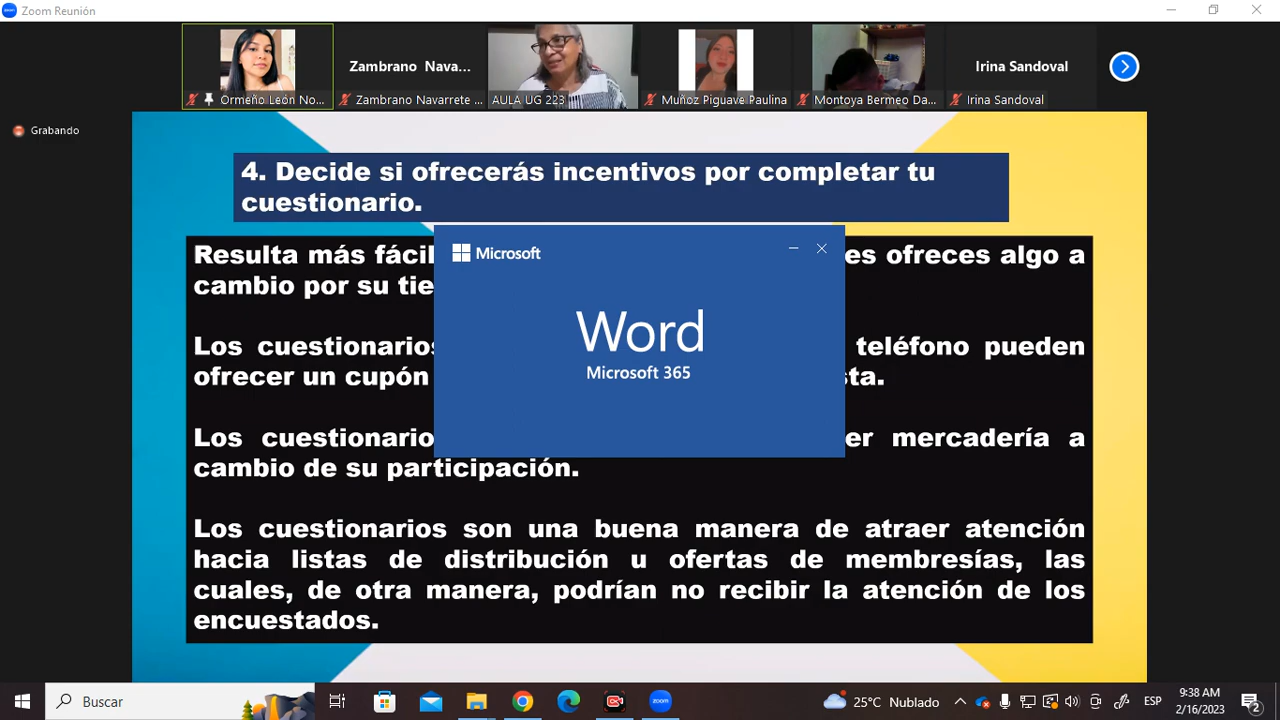 Zoom Reunión
Zambrano Nava...
Irina Sandoval
Ormeño León No...
Zambrano Navarrete ...
AULA UG 223
Muñoz Piguave Paulina
Montoya Bermeo Da...
Irina Sandoval
Grabando
4. Decide si ofrecerás incentivos por completar tu
cuestionario.
Resulta más fácil es ofreces algo a
cambio por su tie
Los cuestionarios teléfono pueden
ofrecer un cupón sta.
Los cuestionario er mercadería a
cambio de su participación.
Los cuestionarios son una buena manera de atraer atención
hacia listas de distribución u ofertas de membresías, las
cuales, de otra manera, podrían no recibir la atención de los
encuestados.
Microsoft
Word
Microsoft 365
Buscar
zoom
25°C Nublado
ESP
9:38 AM
2/16/2023
2